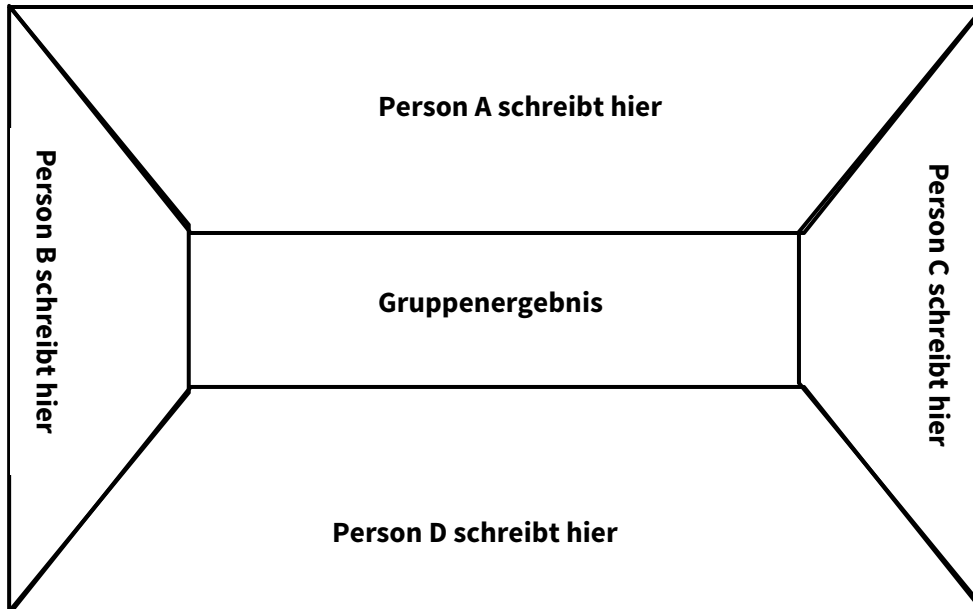 Person A schreibt hier
Person B schreibt hier
Person C schreibt hier
Gruppenergebnis
Person D schreibt hier